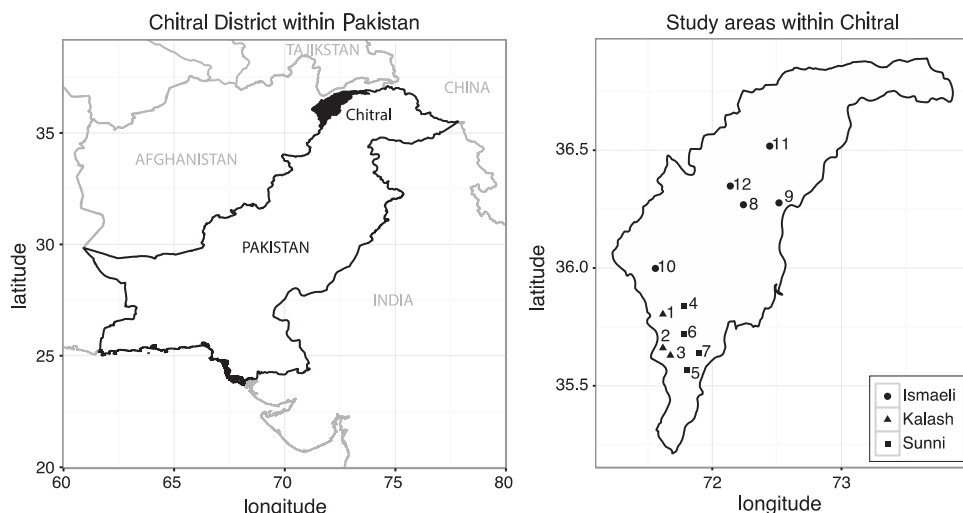 Chitral District within Pakistan
TAJIKSTAN
CHINA
Chitral
AFGHANISTAN
PAKISTAN
INDIA
35
30
25
20
60
65
70
75
80
latitude
longitude
Study areas within Chitral
11
12
8
9
10
1
4
2
6
3
7
5
36.5
36.0
35.5
72
73
latitude
longitude
Ismaeli
Kalash
Sunni